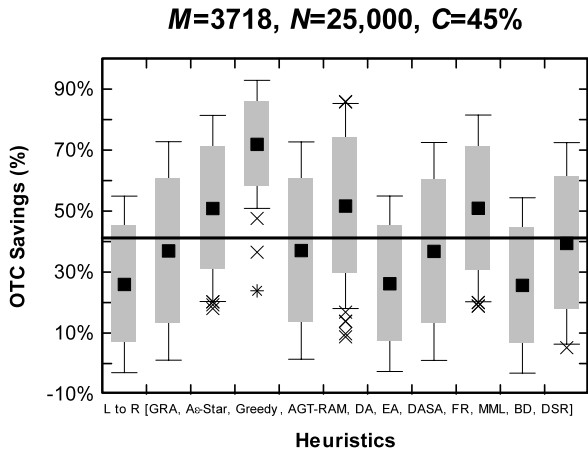 M=3718, N=25,000, C=45%
OTC Savings (%)
90%
70%
50%
30%
10%
-10%
L to R [GRA, Aε-Star, Greedy, AGT-RAM, DA, EA, DASA, FR, MML, BD, DSR]
Heuristics